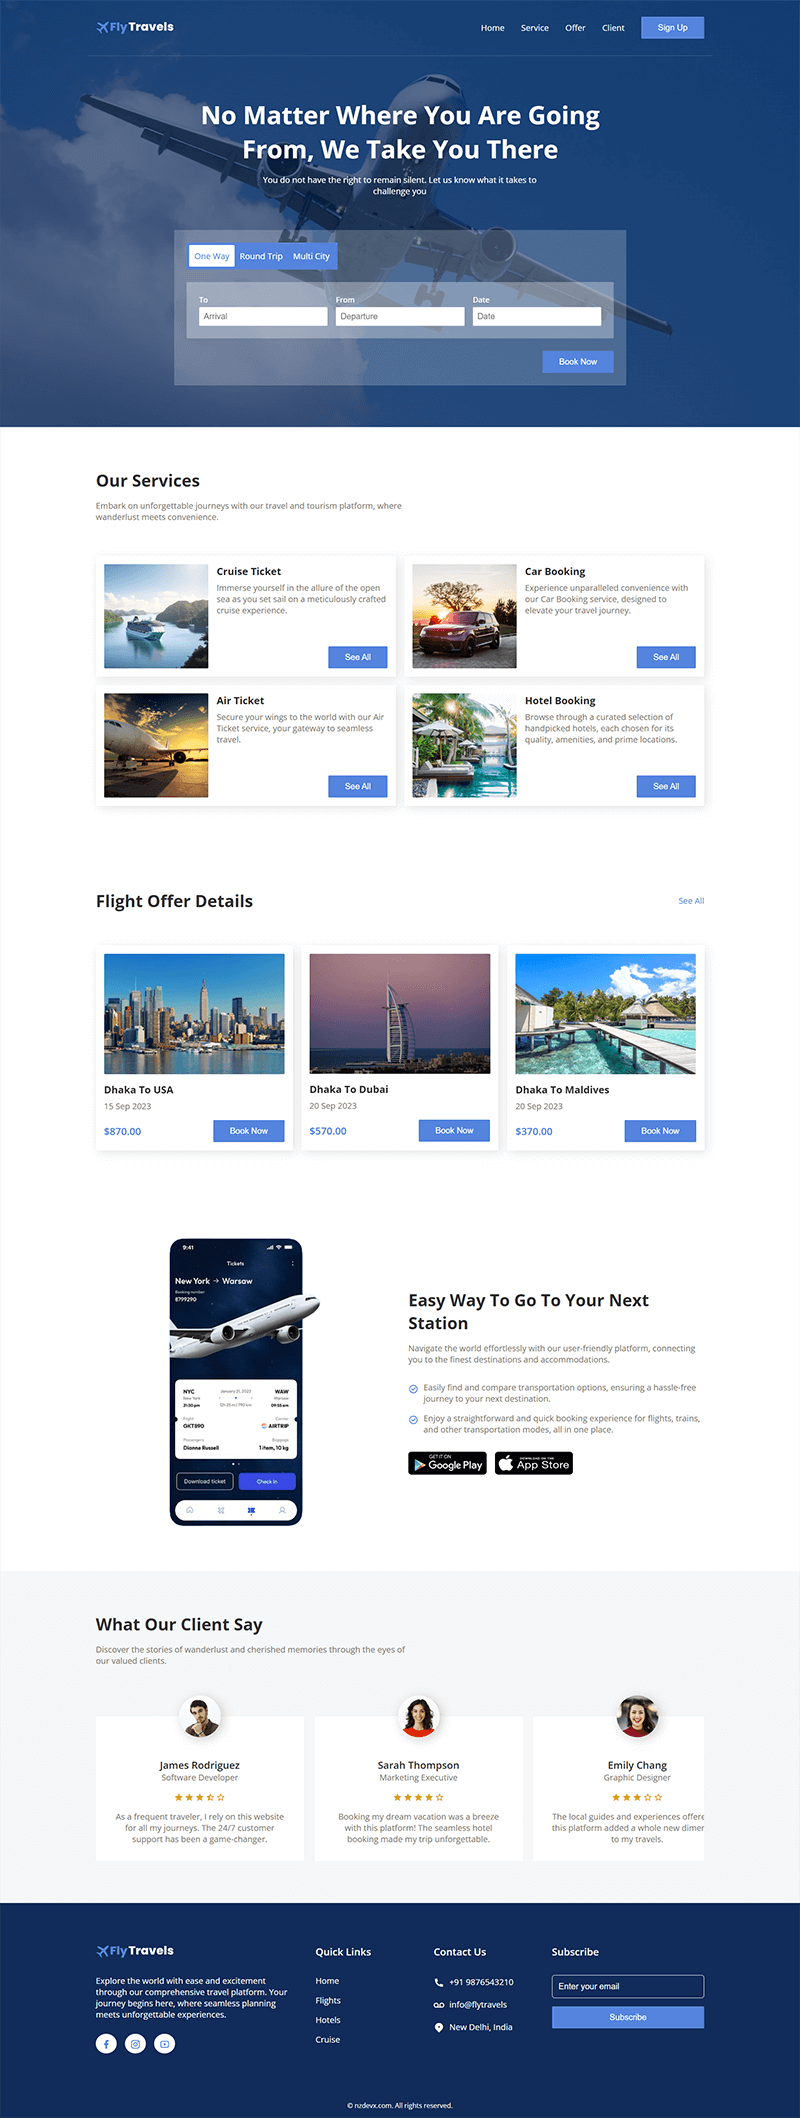 FlyTravels
Home Service Offer Client Sign Up
No Matter Where You Are Going
From, We Take You There
You do not have the right to remain silent. Let us know what it takes to
challenge you
One Way Round Trip Multi City
To From Date
Arrival Departure Date
Book Now
Our Services
Embark on unforgettable journeys with our travel and tourism platform, where
wanderlust meets convenience.
Cruise Ticket
Immerse yourself in the allure of the open
sea as you set sail on a meticulously crafted
cruise experience.
See All
Car Booking
Experience unparalleled convenience with
our Car Booking service, designed to
elevate your travel journey.
See All
Air Ticket
Secure your wings to the world with our Air
Ticket service, your gateway to seamless
travel.
See All
Hotel Booking
Browse through a curated selection of
handpicked hotels, each chosen for its
quality, amenities, and prime locations.
See All
Flight Offer Details
See All
Dhaka To USA
15 Sep 2023
$870.00 Book Now
Dhaka To Dubai
20 Sep 2023
$570.00 Book Now
Dhaka To Maldives
20 Sep 2023
$370.00 Book Now
9:41
Tickets
New York → Warsaw
Booking number
8799290
NYC January 21, 2023 WAW
New York Warsaw
21:30 pm 12h 25 m / 790 km 09:55 am
Flight Carrier
GKT890 AIRTRIP
Passengers Baggage
Dianne Russell 1 item, 10 kg
Download ticket Check In
Easy Way To Go To Your Next
Station
Navigate the world effortlessly with our user-friendly platform, connecting
you to the finest destinations and accommodations.
Easily find and compare transportation options, ensuring a hassle-free
journey to your next destination.
Enjoy a straightforward and quick booking experience for flights, trains,
and other transportation modes, all in one place.
GET IT ON
Google Play
Download on the
App Store
What Our Client Say
Discover the stories of wanderlust and cherished memories through the eyes of
our valued clients.
James Rodriguez
Software Developer
As a frequent traveler, I rely on this website
for all my journeys. The 24/7 customer
support has been a game-changer.
Sarah Thompson
Marketing Executive
Booking my dream vacation was a breeze
with this platform! The seamless hotel
booking made my trip unforgettable.
Emily Chang
Graphic Designer
The local guides and experiences offere
this platform added a whole new dimer
to my travels.
FlyTravels
Explore the world with ease and excitement
through our comprehensive travel platform. Your
journey begins here, where seamless planning
meets unforgettable experiences.
Quick Links
Home
Flights
Hotels
Cruise
Contact Us
+91 9876543210
info@flytravels
New Delhi, India
Subscribe
Enter your email
Subscribe
© nzdevx.com. All rights reserved.